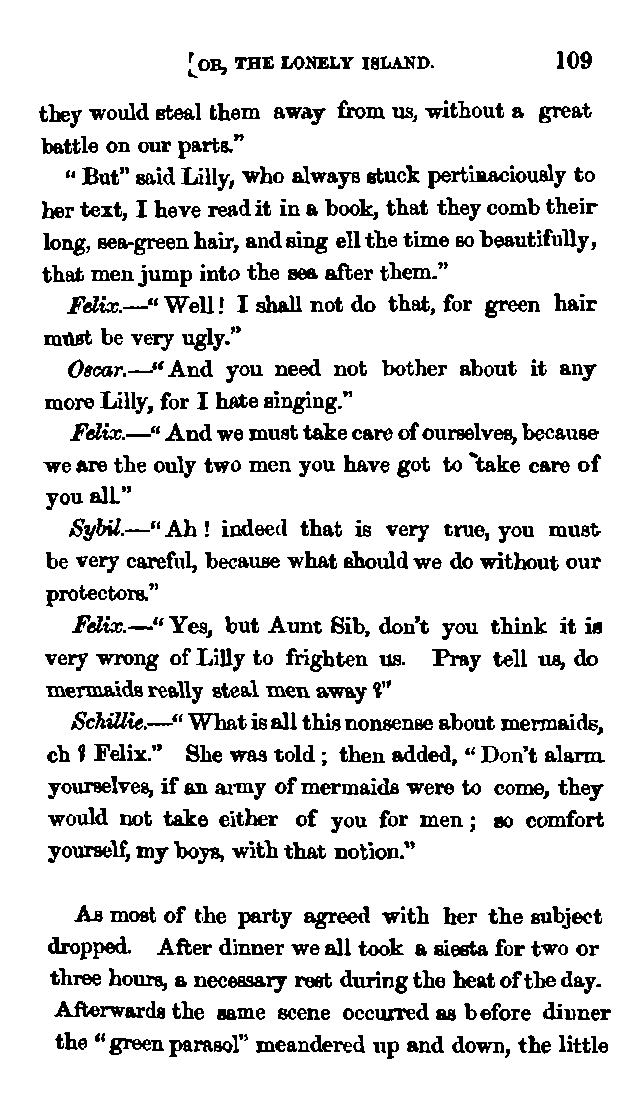 [OR, THE LONELY ISLAND. 109
they would steal them away from us, without a great
battle on our parts.”
“ But” said Lilly, who always stuck pertinaciously to
her text, I heve read it in a book, that they comb their
long, sea-green hair, and sing ell the time so beautifully,
that men jump into the sea after them.”
Felix.—“ Well! I shall not do that, for green hair
must be very ugly.”
Oscar.—“ And you need not bother about it any
more Lilly, for I hate singing.”
Felix.—“ And we must take care of ourselves, because
we are the ouly two men you have got to take care of
you all.”
Sybil.—“ Ah ! indeed that is very true, you must
be very careful, because what should we do without our
protectors.”
Felix.—“ Yes, but Aunt Sib, don’t you think it is
very wrong of Lilly to frighten us. Pray tell us, do
mermaids really steal men away ?”
Schillie.—“ What is all this nonsense about mermaids,
eh ? Felix.” She was told ; then added, “ Don’t alarm
yourselves, if an army of mermaids were to come, they
would not take either of you for men ; so comfort
yourself, my boys, with that notion.”
As most of the party agreed with her the subject
dropped. After dinner we all took a siesta for two or
three hours, a necessary rest during the heat of the day.
Afterwards the same scene occurred as before dinner
the “green parasol” meandered up and down, the little